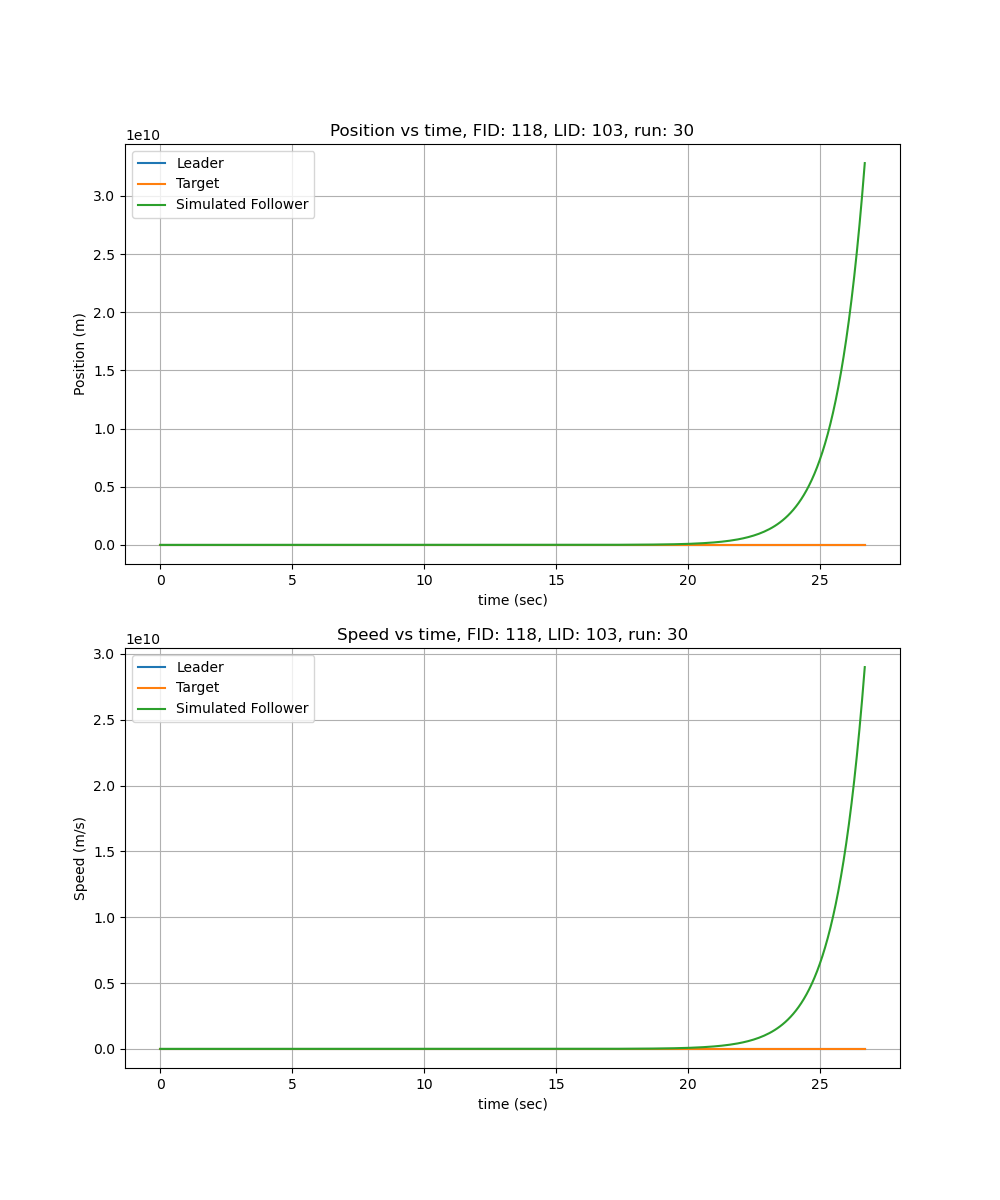 Position vs time, FID: 118, LID: 103, run: 30
1e10
Leader
Target
Simulated Follower
3.0
2.5
2.0
1.5
1.0
0.5
0.0
Position (m)
0 5 10 15 20 25
time (sec)
Speed vs time, FID: 118, LID: 103, run: 30
1e10
Leader
Target
Simulated Follower
3.0
2.5
2.0
1.5
1.0
0.5
0.0
Speed (m/s)
0 5 10 15 20 25
time (sec)